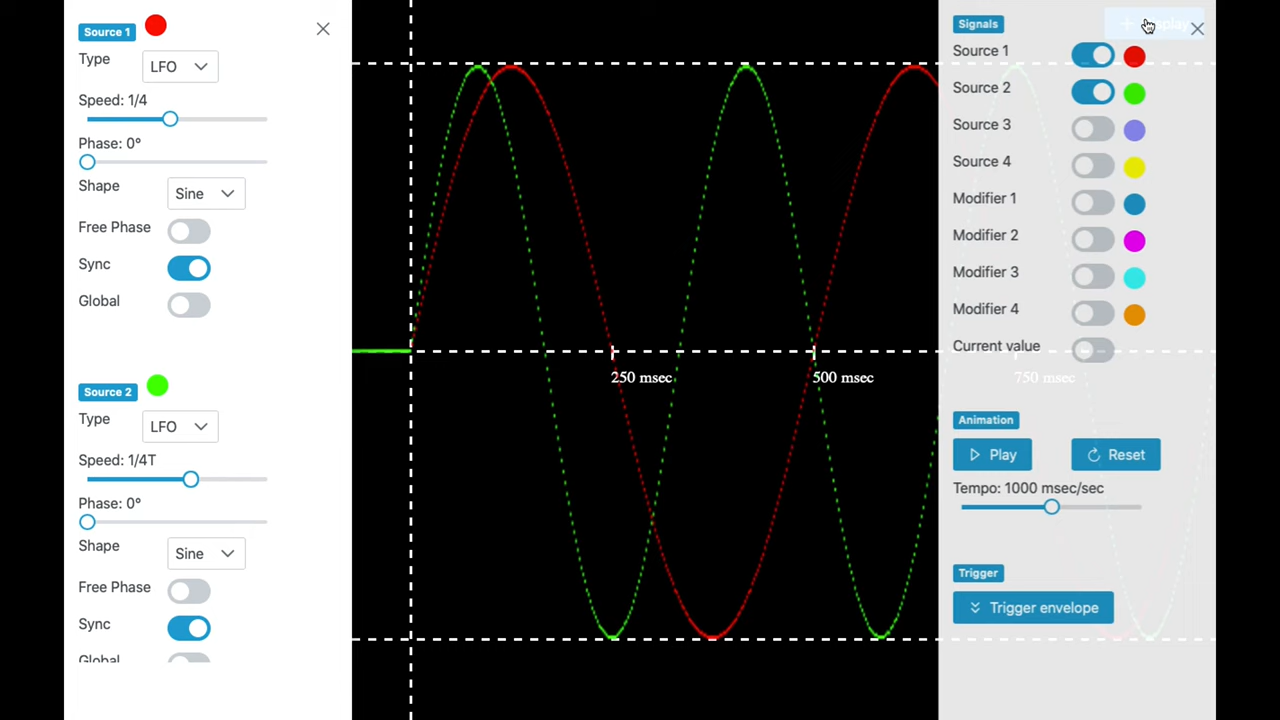 Source 1
Type
LFO
Speed: 1/4
Phase: 0°
Shape
Sine
Free Phase
Sync
Global
Source 2
Type
LFO
Speed: 1/4T
Phase: 0°
Shape
Sine
Free Phase
Sync
Global
250 msec
500 msec
750 msec
Signals
Source 1
Source 2
Source 3
Source 4
Modifier 1
Modifier 2
Modifier 3
Modifier 4
Current value
Animation
Play
Reset
Tempo: 1000 msec/sec
Trigger
Trigger envelope